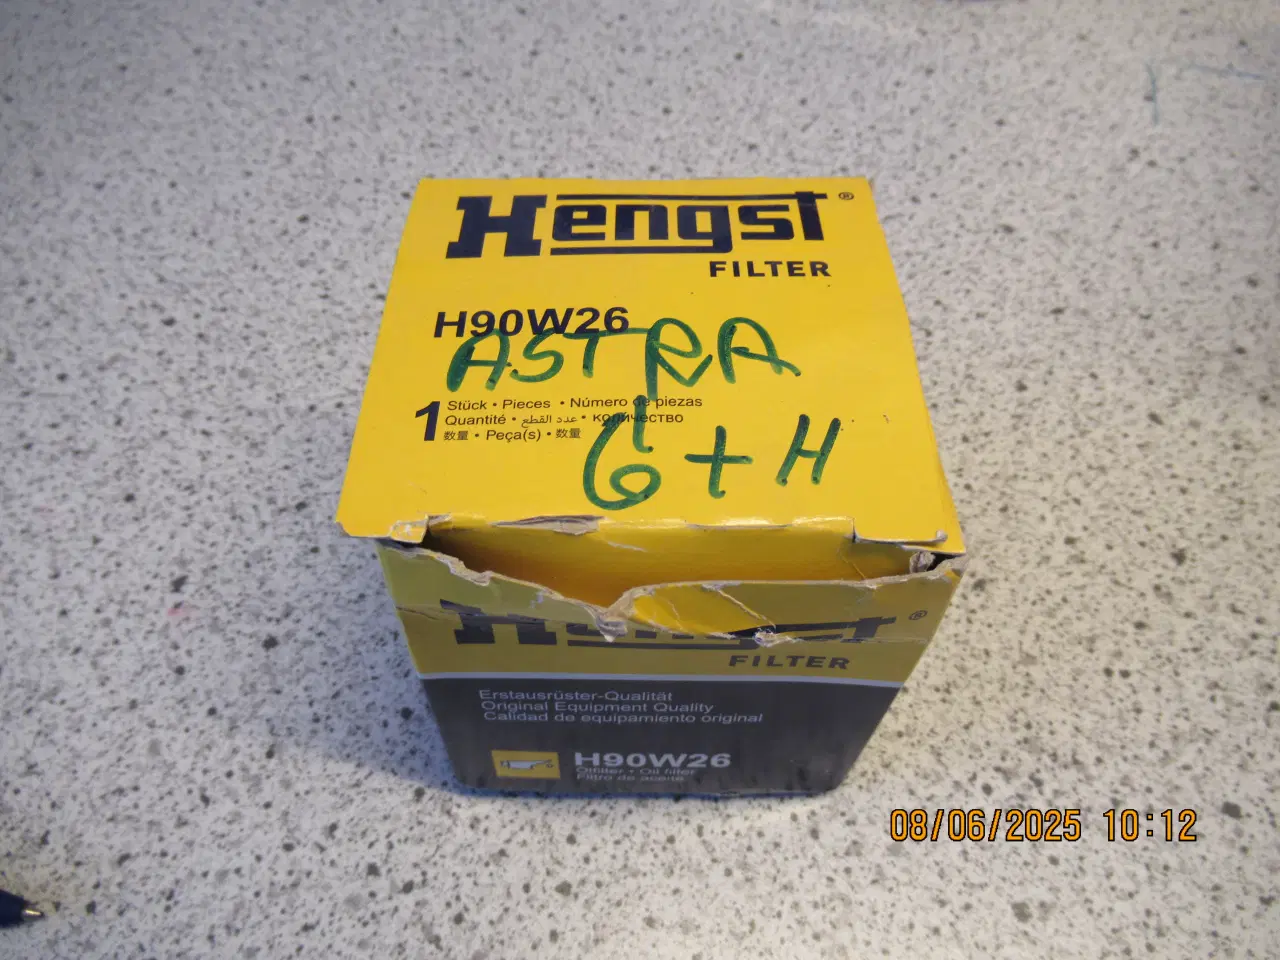 Hengst®
FILTER
H90W26
ASTRA
1 Stück • Pieces • Número de piezas
Quantité • عدد القطع • количество
数量 • Peça(s) • 数量
G + H
Hengst®
FILTER
Erstausrüster-Qualität
Original Equipment Quality
Calidad de equipamiento original
H90W26
Ölfilter • Oil filter
Filtro de aceite
08/06/2025 10:12